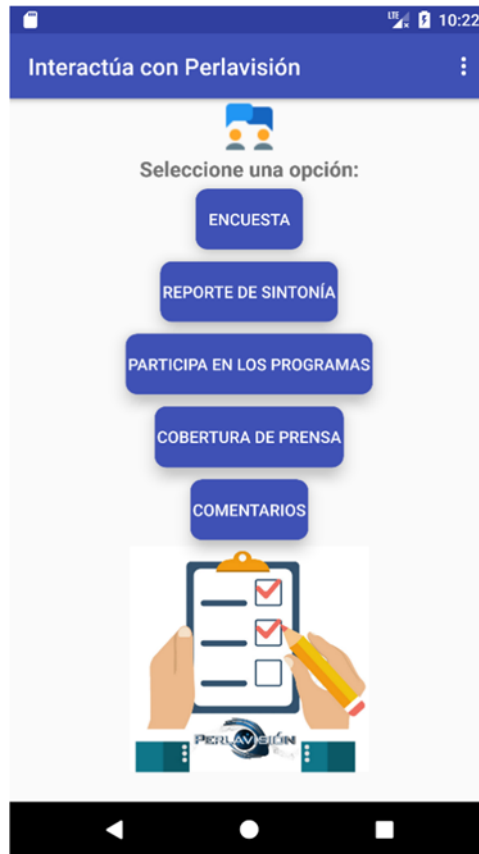 LTE 10:22
Interactúa con Perlavisión
Seleccione una opción:
ENCUESTA
REPORTE DE SINTONÍA
PARTICIPA EN LOS PROGRAMAS
COBERTURA DE PRENSA
COMENTARIOS
PERLAVISIÓN